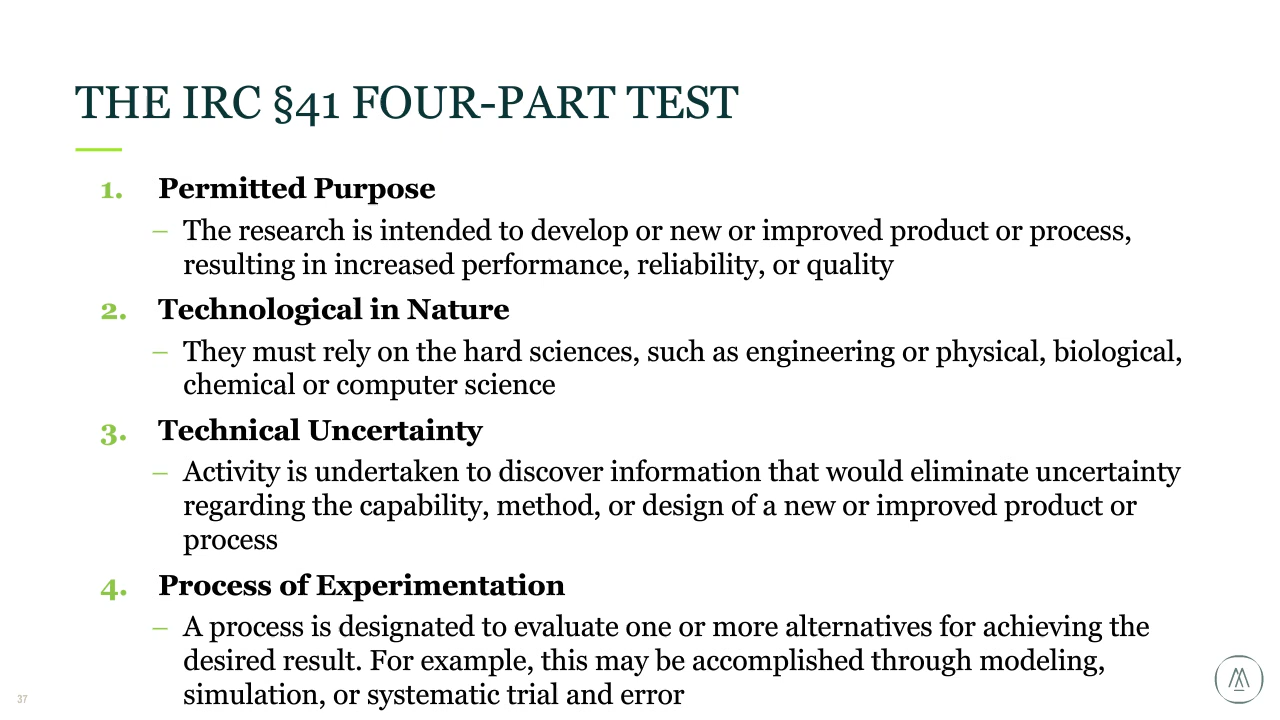 THE IRC §41 FOUR-PART TEST
1. Permitted Purpose
– The research is intended to develop or new or improved product or process,
resulting in increased performance, reliability, or quality
2. Technological in Nature
– They must rely on the hard sciences, such as engineering or physical, biological,
chemical or computer science
3. Technical Uncertainty
– Activity is undertaken to discover information that would eliminate uncertainty
regarding the capability, method, or design of a new or improved product or
process
4. Process of Experimentation
– A process is designated to evaluate one or more alternatives for achieving the
desired result. For example, this may be accomplished through modeling,
simulation, or systematic trial and error
37